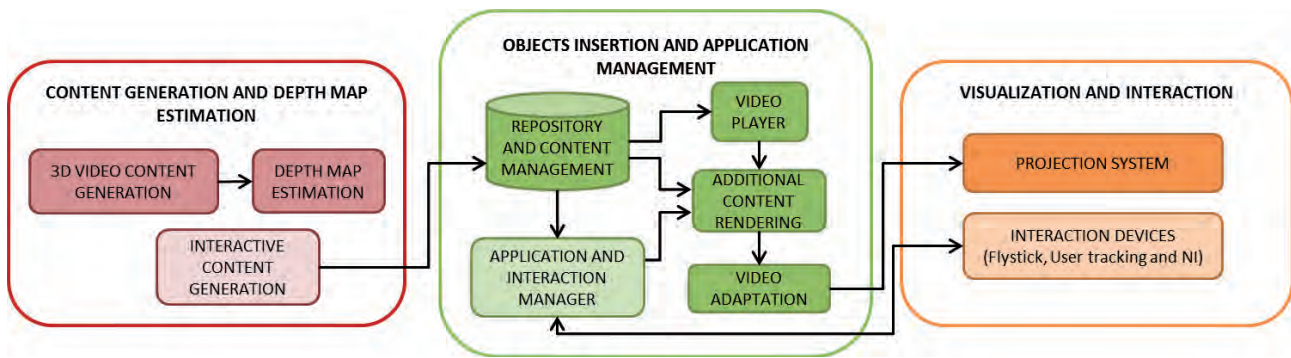 CONTENT GENERATION AND DEPTH MAP
ESTIMATION
3D VIDEO CONTENT
GENERATION
DEPTH MAP
ESTIMATION
INTERACTIVE
CONTENT
GENERATION
OBJECTS INSERTION AND APPLICATION
MANAGEMENT
REPOSITORY
AND CONTENT
MANAGEMENT
VIDEO
PLAYER
ADDITIONAL
CONTENT
RENDERING
APPLICATION AND
INTERACTION
MANAGER
VIDEO
ADAPTATION
VISUALIZATION AND INTERACTION
PROJECTION SYSTEM
INTERACTION DEVICES
(Flystick, User tracking and NI)